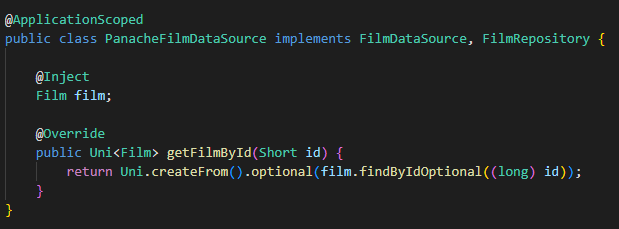 @ApplicationScoped
public class PanacheFilmDataSource implements FilmDataSource, FilmRepository {
@Inject
Film film;
@Override
public Uni<Film> getFilmById(Short id) {
return Uni.createFrom().optional(film.findByIdOptional((long) id));
}
}